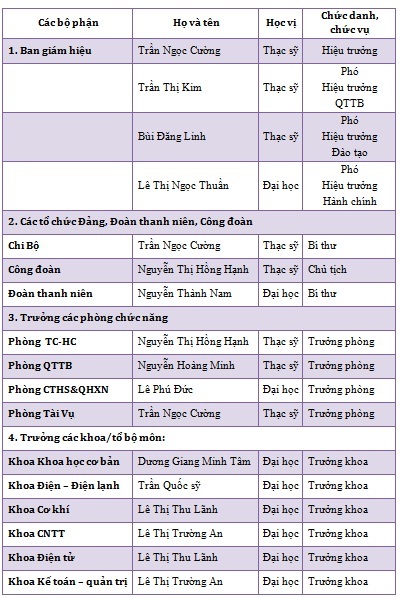 Các bộ phận Họ và tên Học vị Chức danh,
chức vụ
1. Ban giám hiệu Trần Ngọc Cường Thạc sỹ Hiệu trưởng
Trần Thị Kim Thạc sỹ Phó
Hiệu trưởng
QTTB
Bùi Đăng Linh Thạc sỹ Phó
Hiệu trưởng
Đào tạo
Lê Thị Ngọc Thuần Đại học Phó
Hiệu trưởng
Hành chính
2. Các tổ chức Đảng, Đoàn thanh niên, Công đoàn
Chi Bộ Trần Ngọc Cường Thạc sỹ Bí thư
Công đoàn Nguyễn Thị Hồng Hạnh Thạc sỹ Chủ tịch
Đoàn thanh niên Nguyễn Thành Nam Đại học Bí thư
3. Trưởng các phòng chức năng
Phòng TC-HC Nguyễn Thị Hồng Hạnh Thạc sỹ Trưởng phòng
Phòng QTTB Nguyễn Hoàng Minh Thạc sỹ Trưởng phòng
Phòng CTHS&QHXN Lê Phú Đức Đại học Trưởng phòng
Phòng Tài Vụ Trần Ngọc Cường Thạc sỹ Trưởng phòng
4. Trưởng các khoa/tổ bộ môn:
Khoa Khoa học cơ bản Dương Giang Minh Tâm Đại học Trưởng khoa
Khoa Điện – Điện lạnh Trần Quốc sỹ Đại học Trưởng khoa
Khoa Cơ khí Lê Thị Thu Lãnh Đại học Trưởng khoa
Khoa CNTT Lê Thị Trường An Đại học Trưởng khoa
Khoa Điện tử Lê Thị Thu Lãnh Đại học Trưởng khoa
Khoa Kế toán – quản trị Lê Thị Trường An Đại học Trưởng khoa